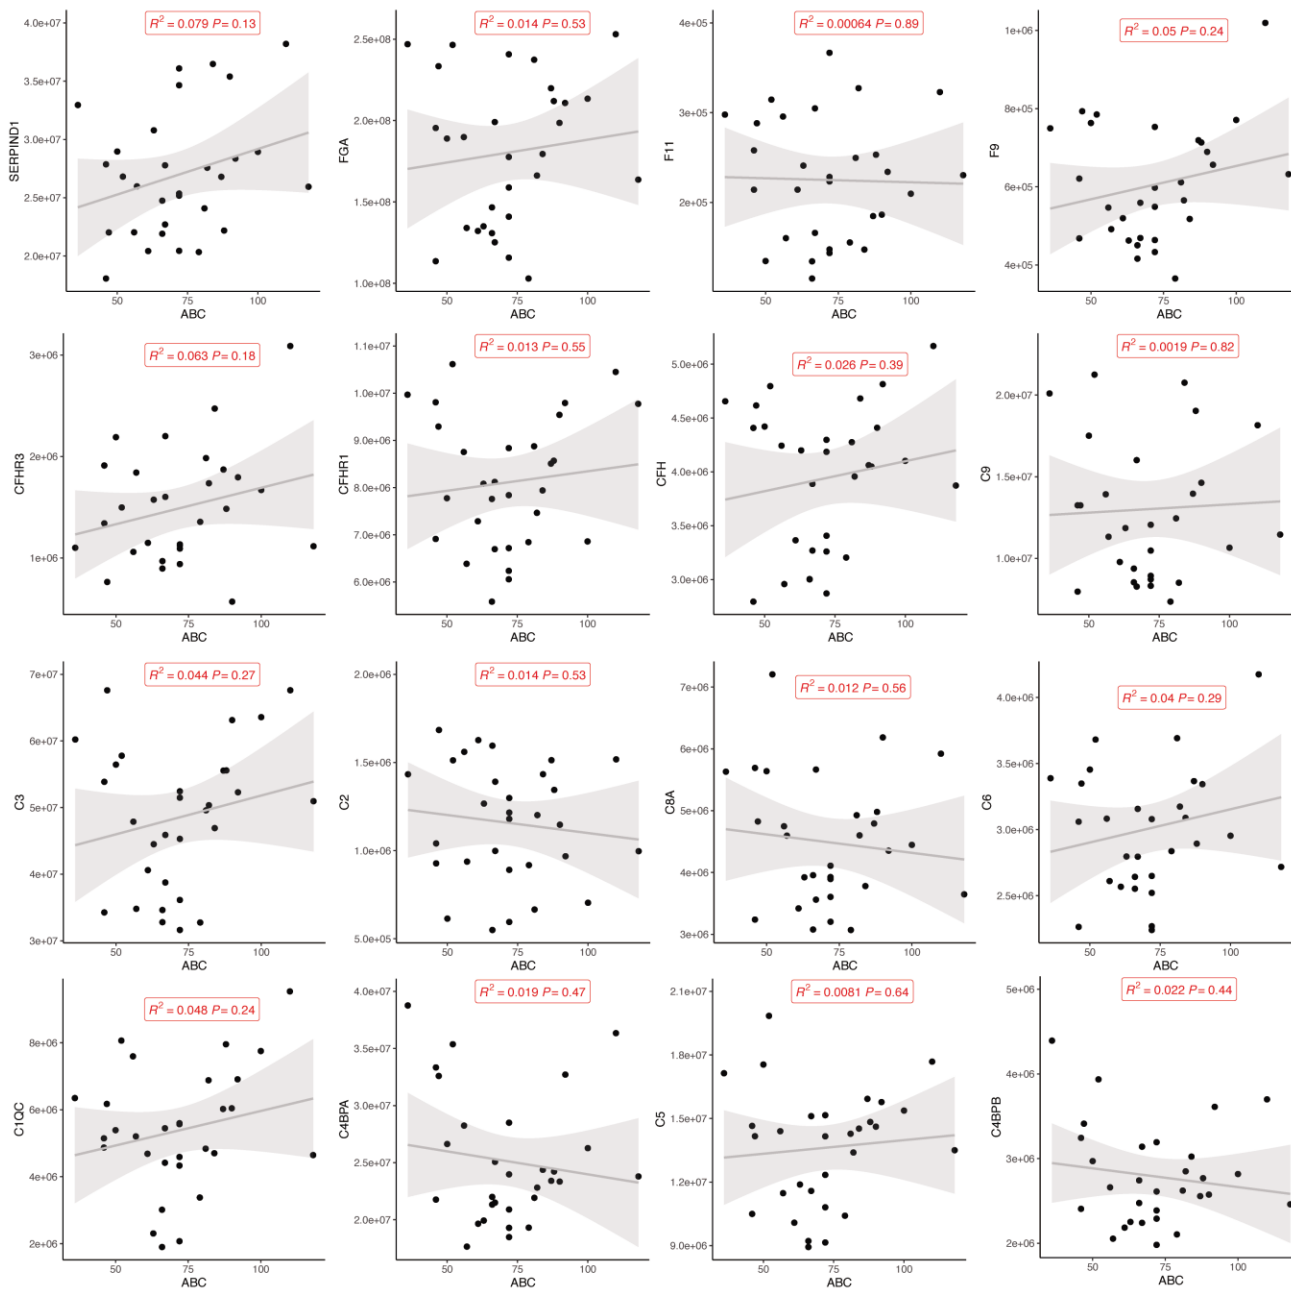 R² = 0.079 P = 0.13
4.0e+07
3.5e+07
3.0e+07
2.5e+07
2.0e+07
SERPIND1
50 75 100
ABC
R² = 0.014 P = 0.53
2.5e+08
2.0e+08
1.5e+08
1.0e+08
FGA
50 75 100
ABC
R² = 0.00064 P = 0.89
4e+05
3e+05
2e+05
F11
50 75 100
ABC
R² = 0.05 P = 0.24
1e+06
8e+05
6e+05
4e+05
F9
50 75 100
ABC
R² = 0.063 P = 0.18
3e+06
2e+06
1e+06
CFHR3
50 75 100
ABC
R² = 0.013 P = 0.55
1.1e+07
1.0e+07
9.0e+06
8.0e+06
7.0e+06
6.0e+06
CFHR1
50 75 100
ABC
R² = 0.026 P = 0.39
5.0e+06
4.5e+06
4.0e+06
3.5e+06
3.0e+06
CFH
50 75 100
ABC
R² = 0.0019 P = 0.82
2.0e+07
1.5e+07
1.0e+07
C9
50 75 100
ABC
R² = 0.044 P = 0.27
7e+07
6e+07
5e+07
4e+07
3e+07
C3
50 75 100
ABC
R² = 0.014 P = 0.53
2.0e+06
1.5e+06
1.0e+06
5.0e+05
C2
50 75 100
ABC
R² = 0.012 P = 0.56
7e+06
6e+06
5e+06
4e+06
3e+06
C8A
50 75 100
ABC
R² = 0.04 P = 0.29
4.0e+06
3.5e+06
3.0e+06
2.5e+06
C6
50 75 100
ABC
R² = 0.048 P = 0.24
8e+06
6e+06
4e+06
2e+06
C1QC
50 75 100
ABC
R² = 0.019 P = 0.47
4.0e+07
3.5e+07
3.0e+07
2.5e+07
2.0e+07
C4BPA
50 75 100
ABC
R² = 0.0081 P = 0.64
2.1e+07
1.8e+07
1.5e+07
1.2e+07
9.0e+06
C5
50 75 100
ABC
R² = 0.022 P = 0.44
5e+06
4e+06
3e+06
2e+06
C4BPB
50 75 100
ABC